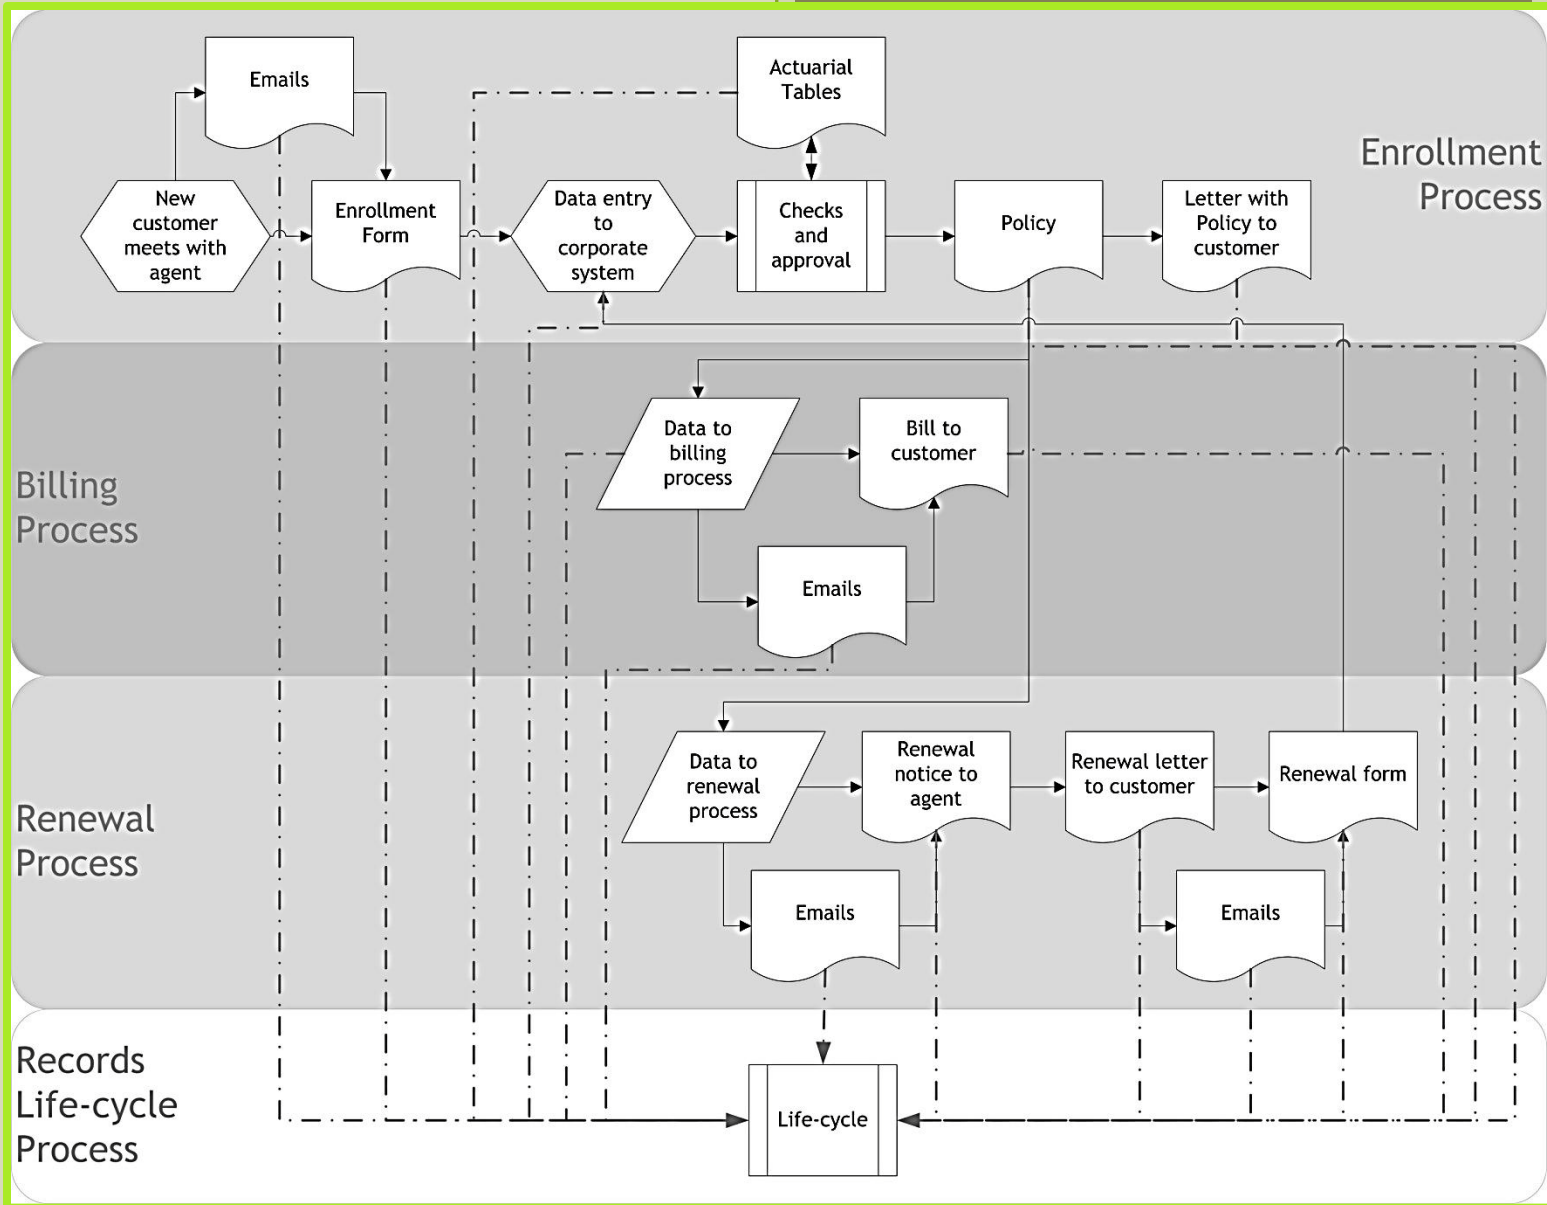 Emails
Actuarial
Tables
Enrollment
Process
New
customer
meets with
agent
Enrollment
Form
Data entry
to
corporate
system
Checks
and
approval
Policy
Letter with
Policy to
customer
Billing
Process
Data to
billing
process
Bill to
customer
Emails
Renewal
Process
Data to
renewal
process
Renewal
notice to
agent
Renewal letter
to customer
Renewal form
Emails
Emails
Records
Life-cycle
Process
Life-cycle